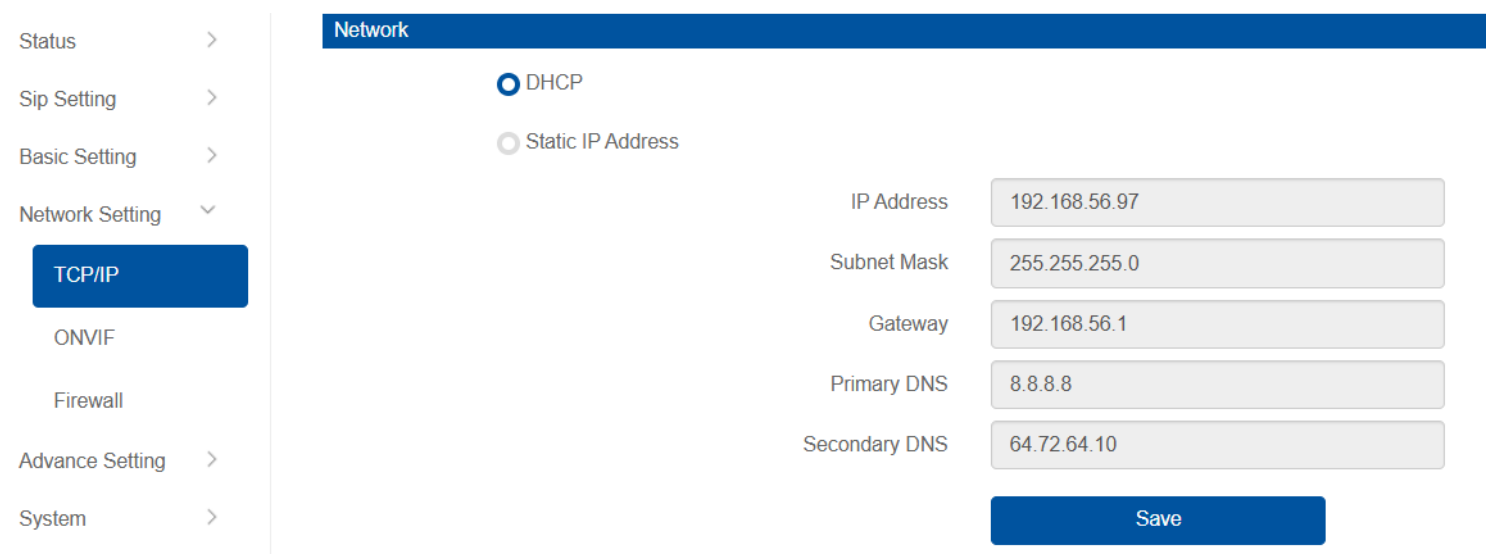 Status
Sip Setting
Basic Setting
Network Setting
TCP/IP
ONVIF
Firewall
Advance Setting
System
Network
DHCP
Static IP Address
IP Address 192.168.56.97
Subnet Mask 255.255.255.0
Gateway 192.168.56.1
Primary DNS 8.8.8.8
Secondary DNS 64.72.64.10
Save